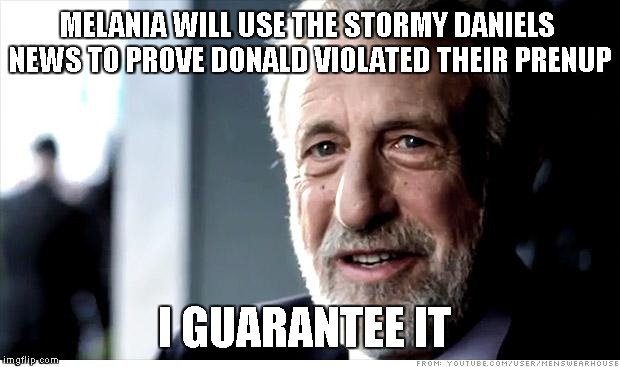 MELANIA WILL USE THE STORMY DANIELS
NEWS TO PROVE DONALD VIOLATED THEIR PRENUP
I GUARANTEE IT
imgflip.com
FROM: YOUTUBE.COM/USER/MENSWEARHOUSE